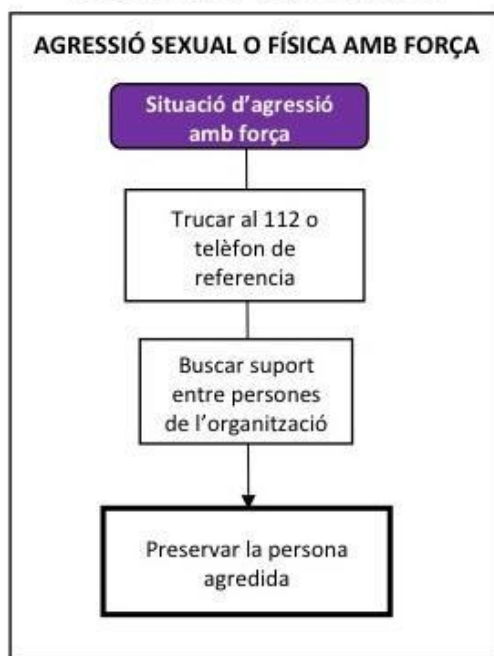 AGRESSIÓ SEXUAL O FÍSICA AMB FORÇA
Situació d'agressió
amb força
Trucar al 112 o
telèfon de
referencia
Buscar suport
entre persones
de l'organització
Preservar la persona
agredida